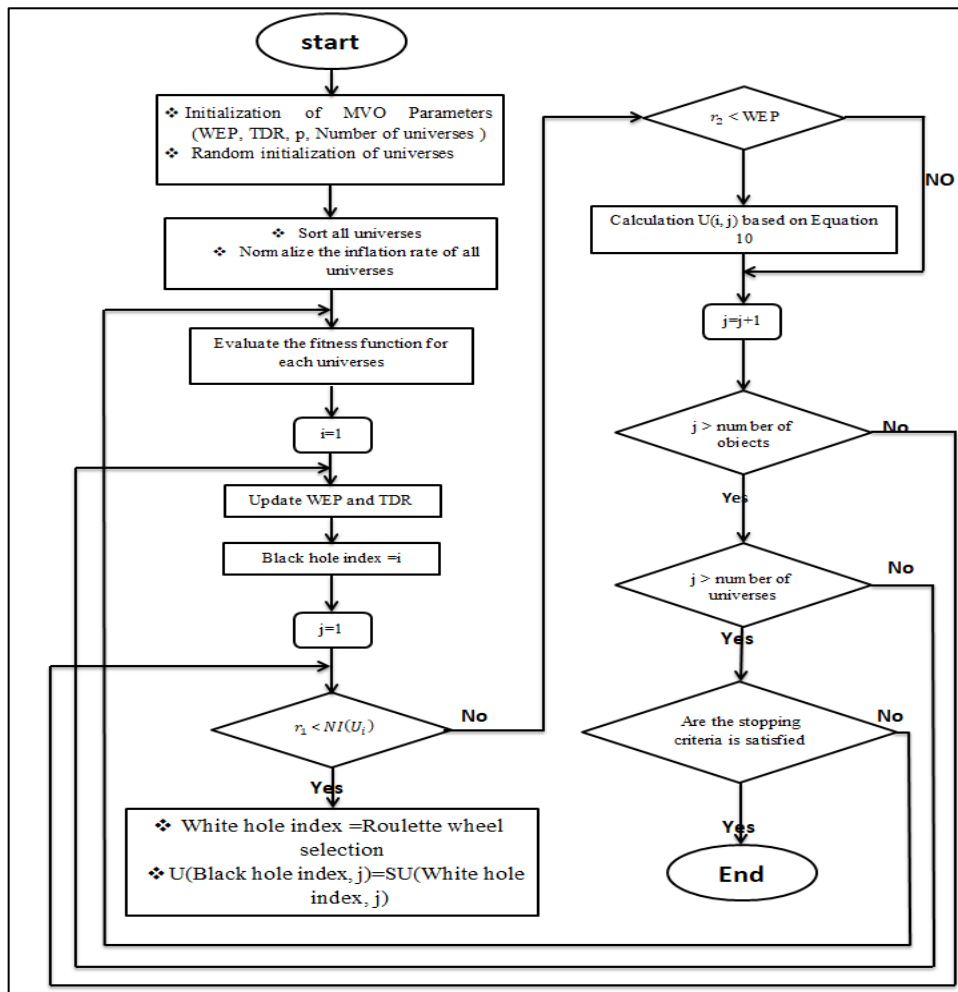 start
❖ Initialization of MVO Parameters
(WEP, TDR, p, Number of universes )
❖ Random initialization of universes
❖ Sort all universes
❖ Normalize the inflation rate of all
universes
Evaluate the fitness function for
each universes
i=1
Update WEP and TDR
Black hole index =i
j=1
r₁ < NI(Uᵢ)
No
Yes
❖ White hole index =Roulette wheel
selection
❖ U(Black hole index, j)=SU(White hole
index, j)
r₂ < WEP
NO
Calculation U(i, j) based on Equation
10
j=j+1
j > number of
objects
No
Yes
j > number of
universes
No
Yes
Are the stopping
criteria is satisfied
No
Yes
End